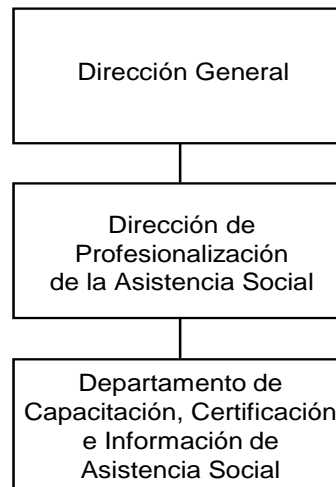 Dirección General
Dirección de
Profesionalización
de la Asistencia Social
Departamento de
Capacitación, Certificación
e Información de
Asistencia Social